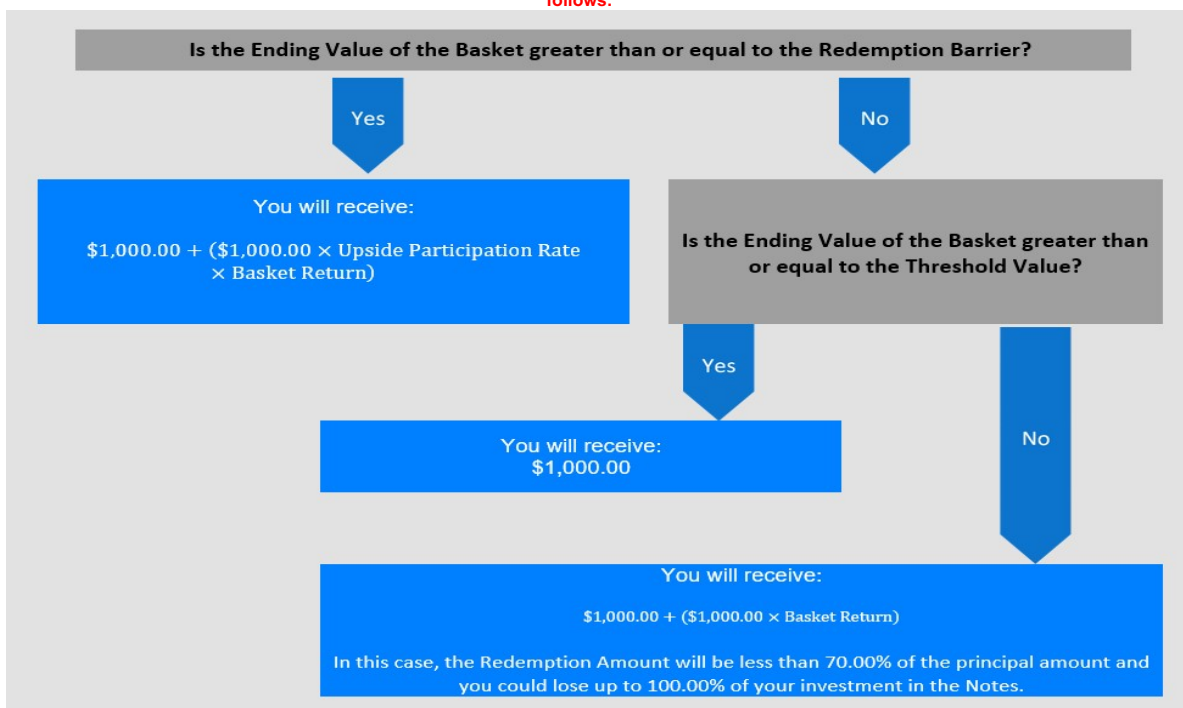 follows:
Is the Ending Value of the Basket greater than or equal to the Redemption Barrier?
Yes
No
You will receive:
$1,000.00 + ($1,000.00 × Upside Participation Rate
× Basket Return)
Is the Ending Value of the Basket greater than
or equal to the Threshold Value?
Yes
No
You will receive:
$1,000.00
You will receive:
$1,000.00 + ($1,000.00 × Basket Return)
In this case, the Redemption Amount will be less than 70.00% of the principal amount and
you could lose up to 100.00% of your investment in the Notes.